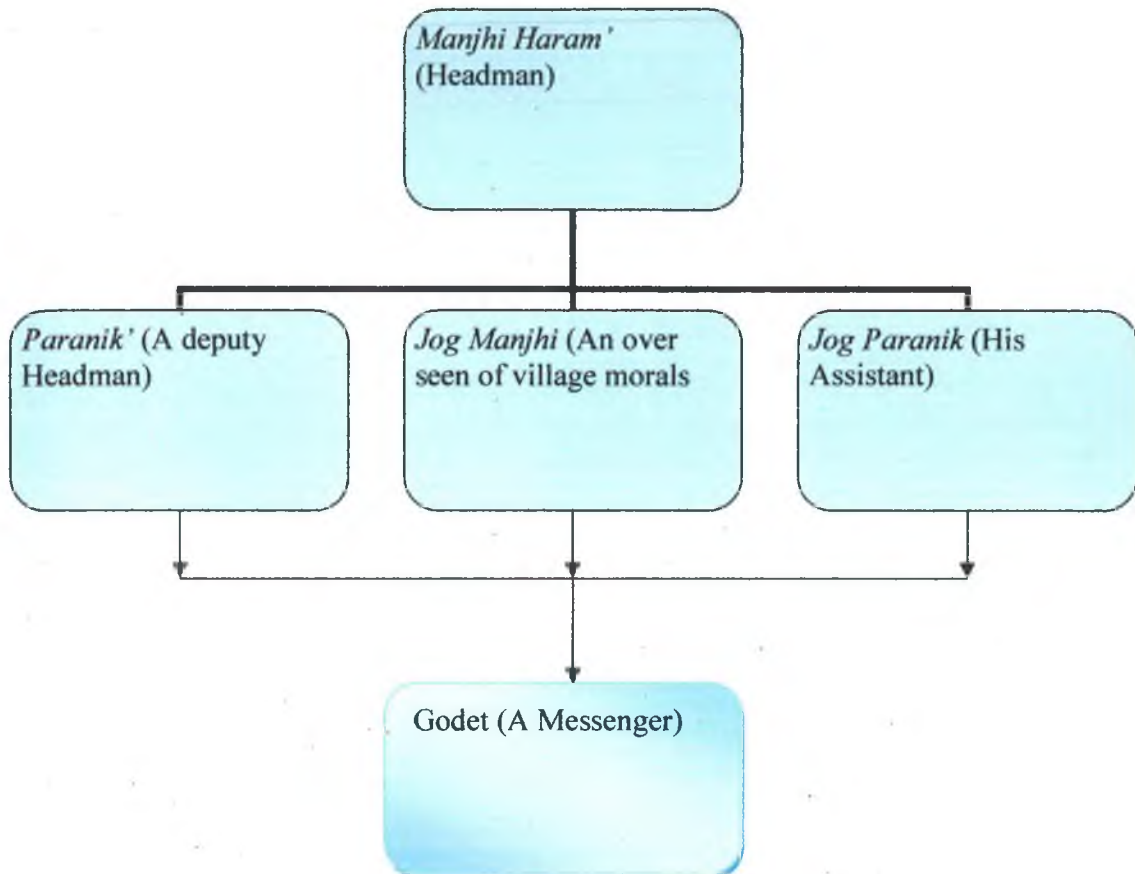 Manjhi Haram’
(Headman)
Paranik’ (A deputy
Headman)
Jog Manjhi (An over
seen of village morals
Jog Paranik (His
Assistant)
Godet (A Messenger)